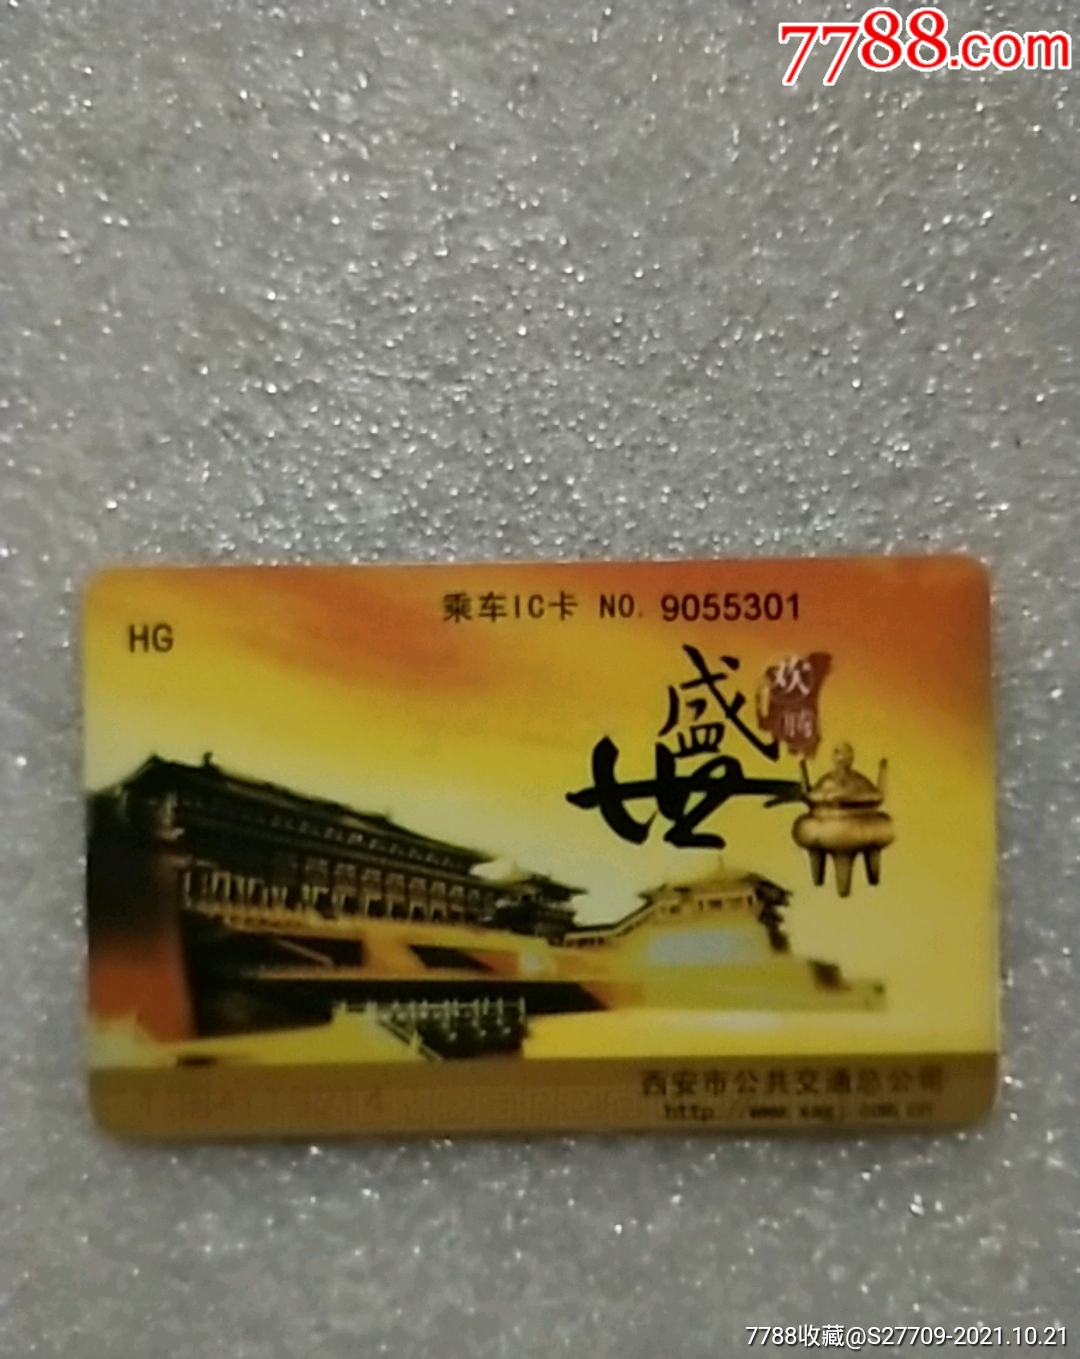 7788.com
乘车IC卡 NO. 9055301
HG
盛世
欢腾
西安市公共交通总公司
7788收藏@S27709-2021.10.21